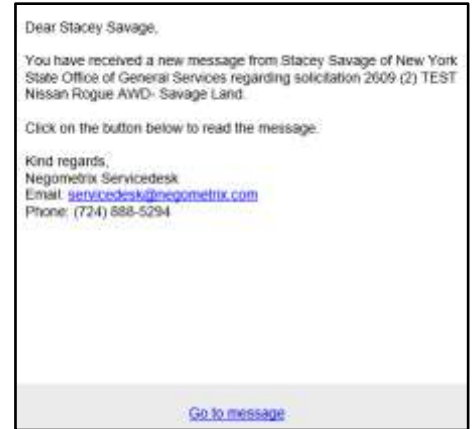 Dear Stacey Savage,
You have received a new message from Stacey Savage of New York
State Office of General Services regarding solicitation 2609 (2) TEST
Nissan Rogue AWD- Savage Land.
Click on the button below to read the message.
Kind regards,
Negometrix Servicedesk
Email: servicedesk@negometrix.com
Phone: (724) 888-5294
Go to message